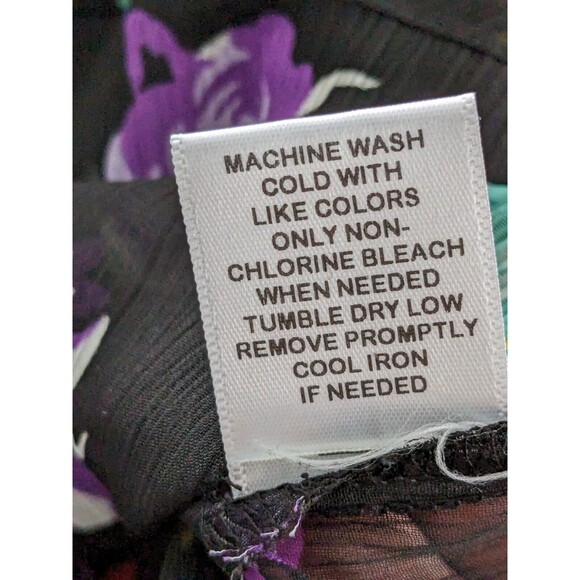 MACHINE WASH
COLD WITH
LIKE COLORS
ONLY NON-
CHLORINE BLEACH
WHEN NEEDED
TUMBLE DRY LOW
REMOVE PROMPTLY
COOL IRON
IF NEEDED